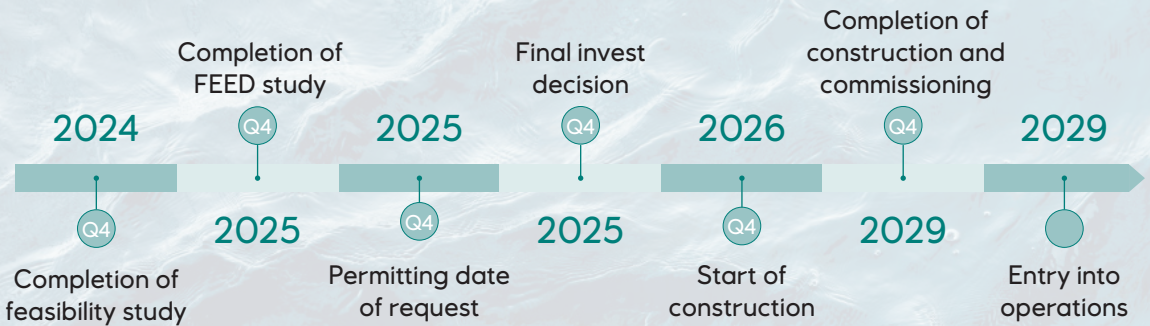 2024
Q4
Completion of
feasibility study
Completion of
FEED study
Q4
2025
2025
Q4
Permitting date
of request
Final invest
decision
Q4
2025
2026
Q4
Start of
construction
Completion of
construction and
commissioning
Q4
2029
2029
Entry into
operations